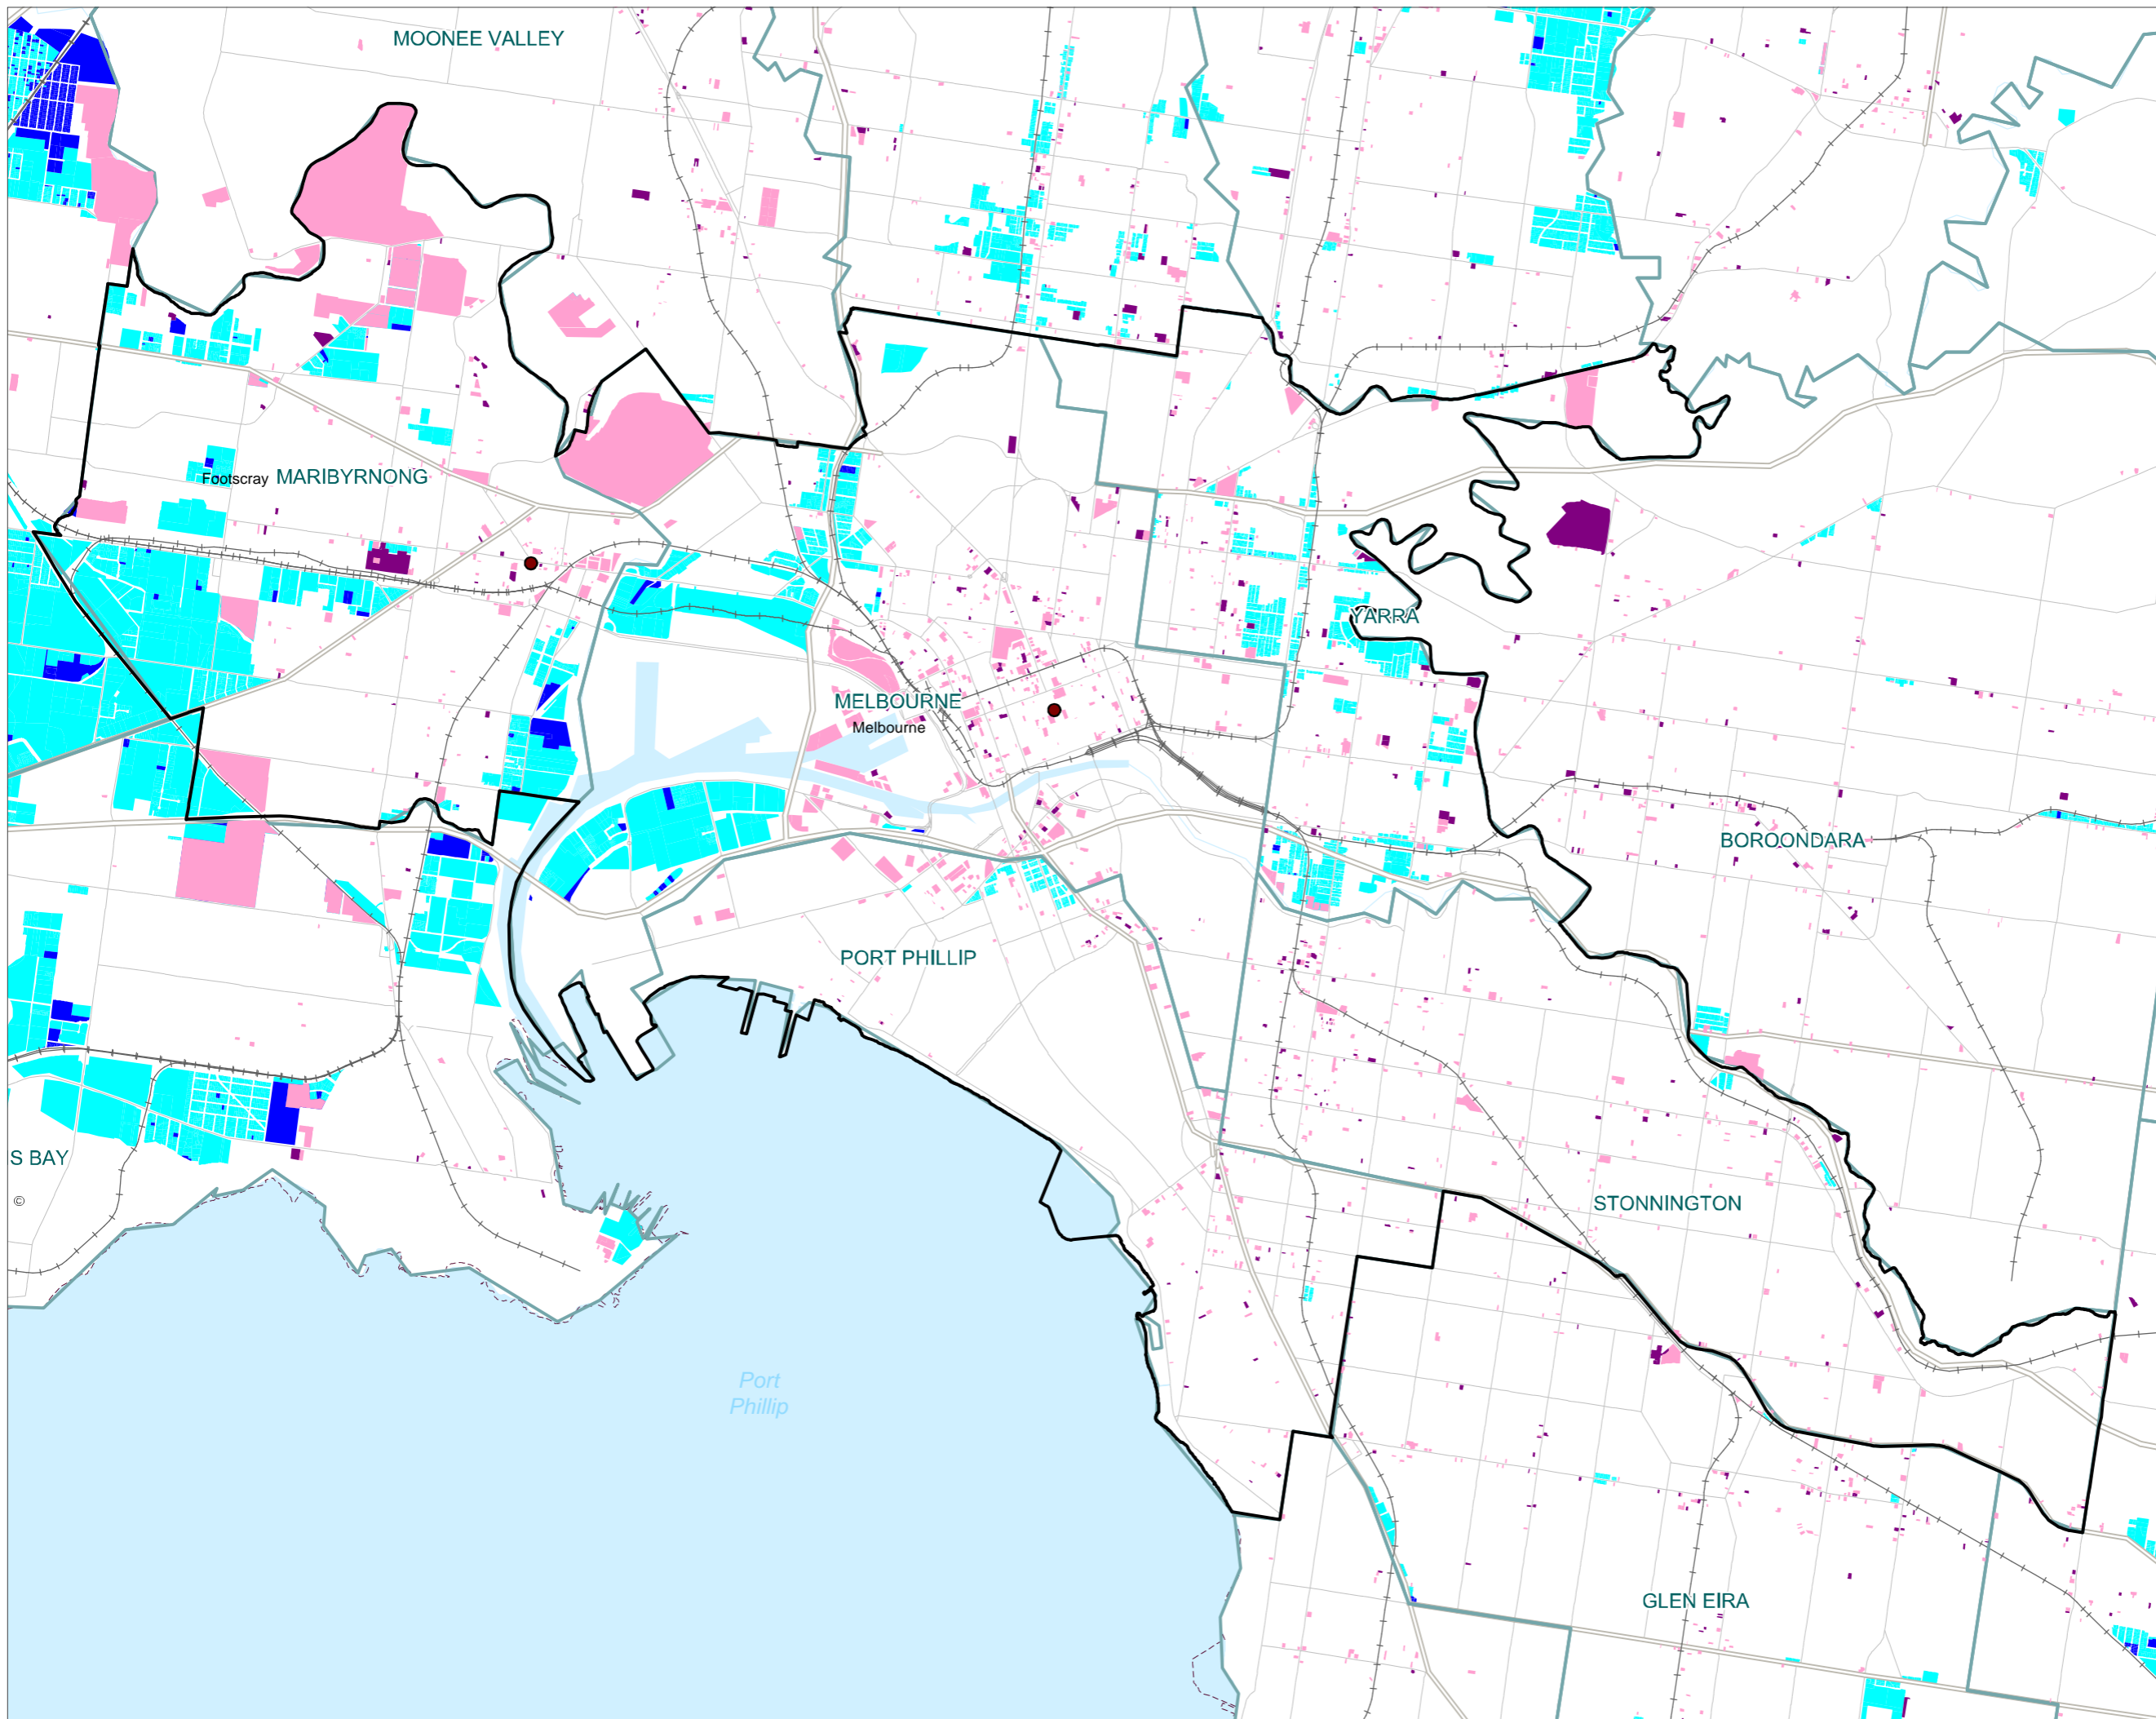 MOONEE VALLEY
Footscray MARIBYRNONG
YARRA
MELBOURNE
Melbourne
BOROONDARA
PORT PHILLIP
S BAY
©
STONNINGTON
Port
Phillip
GLEN EIRA